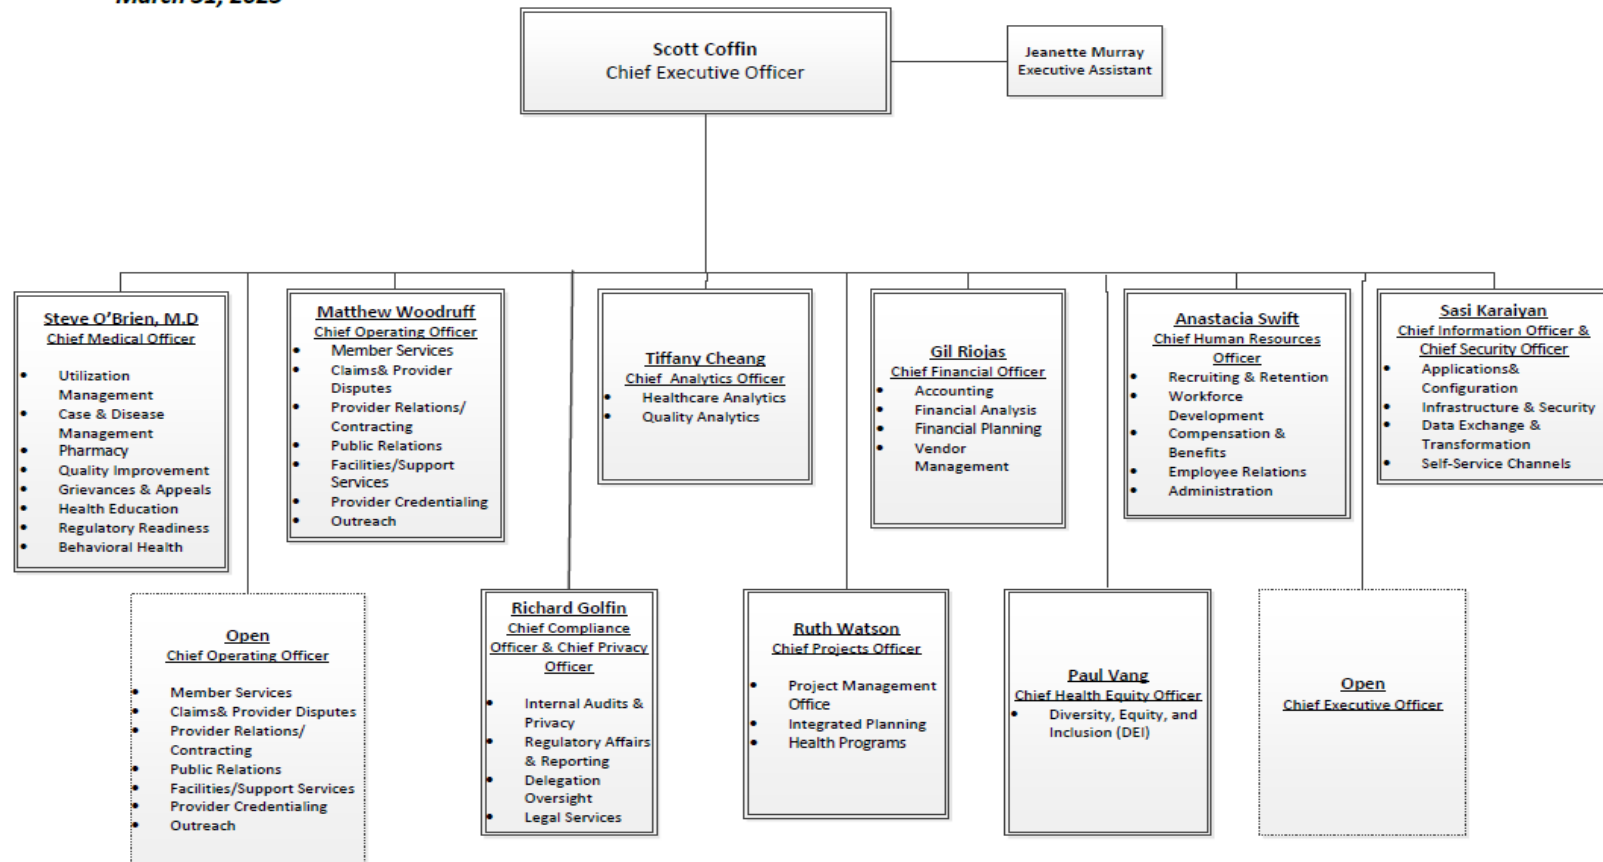 March 31, 2023
Scott Coffin
Chief Executive Officer
Jeanette Murray
Executive Assistant
Steve O'Brien, M.D
Chief Medical Officer
• Utilization
Management
• Case & Disease
Management
• Pharmacy
• Quality Improvement
• Grievances & Appeals
• Health Education
• Regulatory Readiness
• Behavioral Health
Matthew Woodruff
Chief Operating Officer
• Member Services
• Claims& Provider
Disputes
• Provider Relations/
Contracting
• Public Relations
• Facilities/Support
Services
• Provider Credentialing
• Outreach
Tiffany Cheang
Chief Analytics Officer
• Healthcare Analytics
• Quality Analytics
Gil Riojas
Chief Financial Officer
• Accounting
• Financial Analysis
• Financial Planning
• Vendor
Management
Anastacia Swift
Chief Human Resources
Officer
• Recruiting & Retention
• Workforce
Development
• Compensation &
Benefits
• Employee Relations
• Administration
Sasi Karaiyan
Chief Information Officer &
Chief Security Officer
• Applications&
Configuration
• Infrastructure & Security
• Data Exchange &
Transformation
• Self-Service Channels
Open
Chief Operating Officer
• Member Services
• Claims& Provider Disputes
• Provider Relations/
Contracting
• Public Relations
• Facilities/Support Services
• Provider Credentialing
• Outreach
Richard Golfin
Chief Compliance
Officer & Chief Privacy
Officer
• Internal Audits &
Privacy
• Regulatory Affairs
& Reporting
• Delegation
Oversight
• Legal Services
Ruth Watson
Chief Projects Officer
• Project Management
Office
• Integrated Planning
• Health Programs
Paul Vang
Chief Health Equity Officer
• Diversity, Equity, and
Inclusion (DEI)
Open
Chief Executive Officer